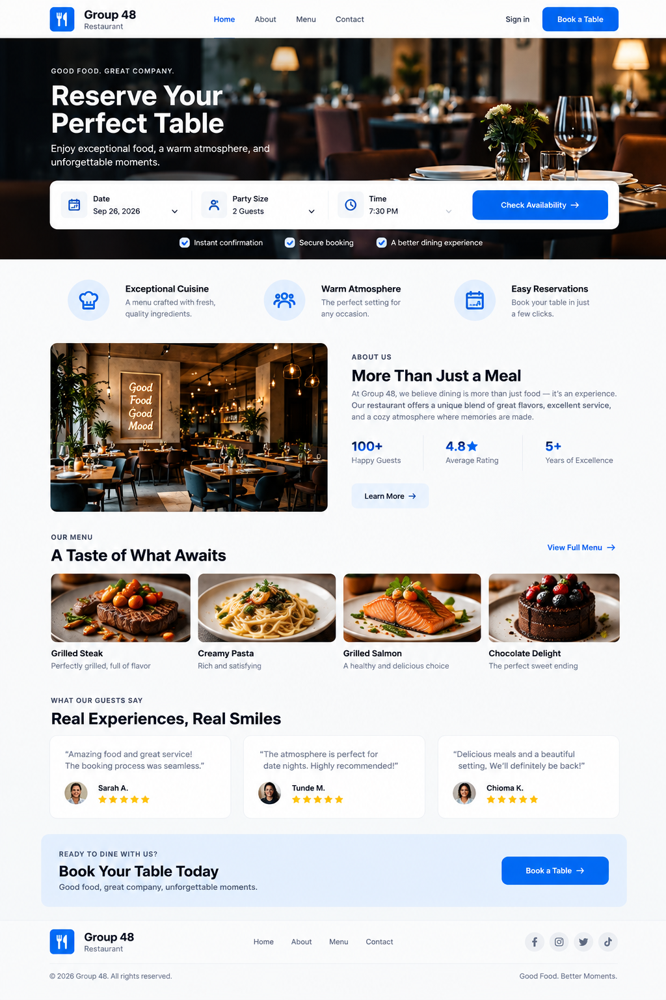 Group 48
Restaurant
Home
About
Menu
Contact
Sign in
Book a Table
GOOD FOOD. GREAT COMPANY.
Reserve Your
Perfect Table
Enjoy exceptional food, a warm atmosphere, and
unforgettable moments.
Date
Sep 26, 2026
Party Size
2 Guests
Time
7:30 PM
Check Availability →
Instant confirmation
Secure booking
A better dining experience
Exceptional Cuisine
A menu crafted with fresh,
quality ingredients.
Warm Atmosphere
The perfect setting for
any occasion.
Easy Reservations
Book your table in just
a few clicks.
Good
Food
Good
Mood
ABOUT US
More Than Just a Meal
At Group 48, we believe dining is more than just food — it's an experience.
Our restaurant offers a unique blend of great flavors, excellent service,
and a cozy atmosphere where memories are made.
100+
Happy Guests
4.8★
Average Rating
5+
Years of Excellence
Learn More →
OUR MENU
A Taste of What Awaits
View Full Menu →
Grilled Steak
Perfectly grilled, full of flavor
Creamy Pasta
Rich and satisfying
Grilled Salmon
A healthy and delicious choice
Chocolate Delight
The perfect sweet ending
WHAT OUR GUESTS SAY
Real Experiences, Real Smiles
“Amazing food and great service!
The booking process was seamless.”
Sarah A.
“The atmosphere is perfect for
date nights. Highly recommended!”
Tunde M.
“Delicious meals and a beautiful
setting, We'll definitely be back!”
Chioma K.
READY TO DINE WITH US?
Book Your Table Today
Good food, great company, unforgettable moments.
Book a Table →
Group 48
Restaurant
Home
About
Menu
Contact
© 2026 Group 48. All rights reserved.
Good Food. Better Moments.